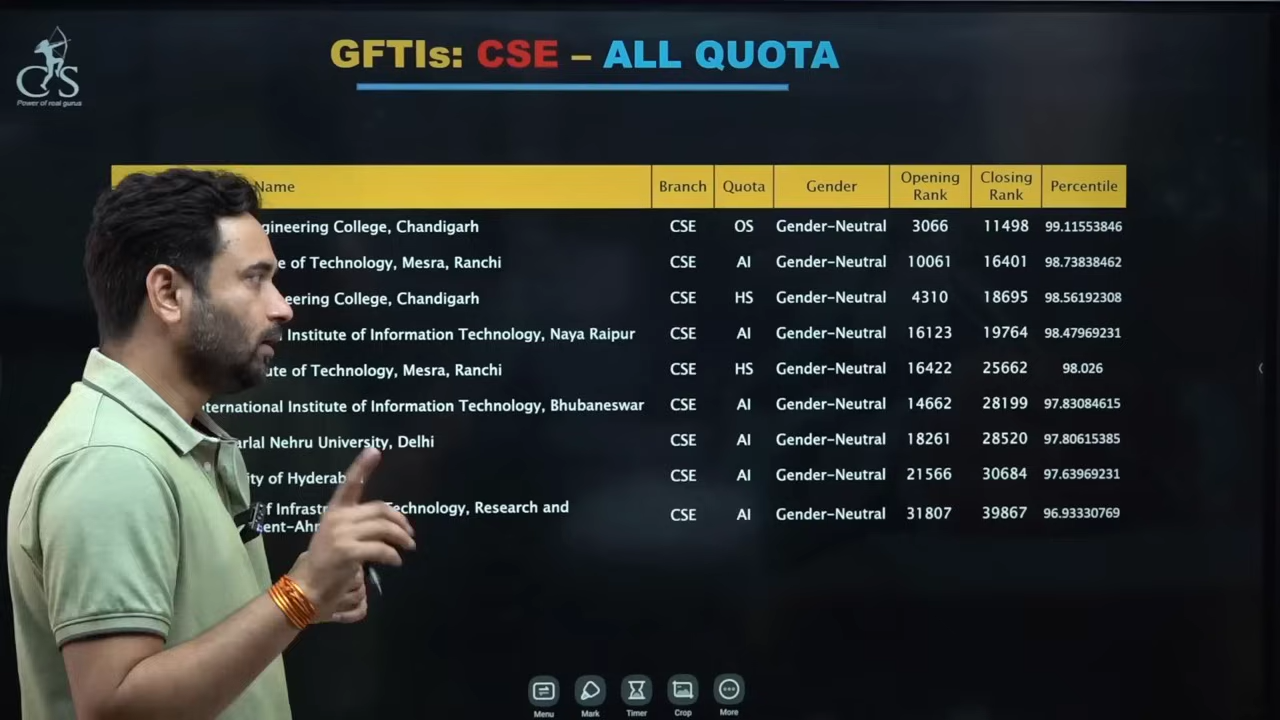 GFTIs: CSE – ALL QUOTA
CS
Power of real gurus
Name Branch Quota Gender Opening Rank Closing Rank Percentile
College, Chandigarh CSE OS Gender-Neutral 3066 11498 99.11553846
of Technology, Mesra, Ranchi CSE AI Gender-Neutral 10061 16401 98.73838462
College, Chandigarh CSE HS Gender-Neutral 4310 18695 98.56192308
Institute of Information Technology, Naya Raipur CSE AI Gender-Neutral 16123 19764 98.47969231
of Technology, Mesra, Ranchi CSE HS Gender-Neutral 16422 25662 98.026
Institute of Information Technology, Bhubaneswar CSE AI Gender-Neutral 14662 28199 97.83084615
Nehru University, Delhi CSE AI Gender-Neutral 18261 28520 97.80615385
of CSE AI Gender-Neutral 21566 30684 97.63969231
Research and CSE AI Gender-Neutral 31807 39867 96.93330769
Menu Mark Timer Crop More